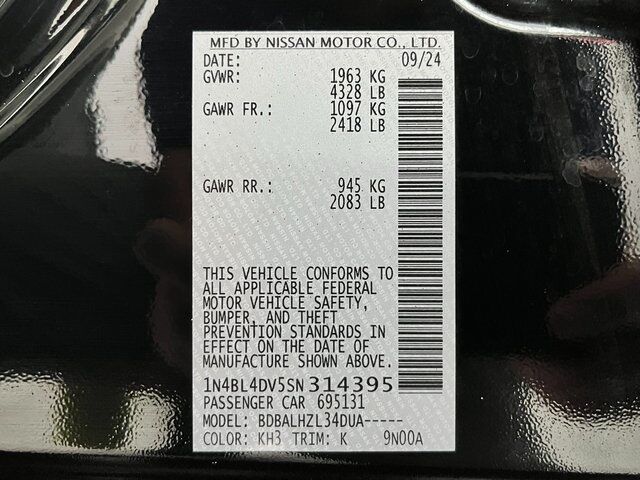 MFD BY NISSAN MOTOR CO., LTD.
DATE: 09/24
GVWR: 1963 KG
4328 LB
GAWR FR.: 1097 KG
2418 LB
GAWR RR.: 945 KG
2083 LB
THIS VEHICLE CONFORMS TO
ALL APPLICABLE FEDERAL
MOTOR VEHICLE SAFETY,
BUMPER, AND THEFT
PREVENTION STANDARDS IN
EFFECT ON THE DATE OF
MANUFACTURE SHOWN ABOVE.
1N4BL4DV5SN314395
PASSENGER CAR 695131
MODEL: BDBALHZL34DUA-----
COLOR: KH3 TRIM: K 9N00A